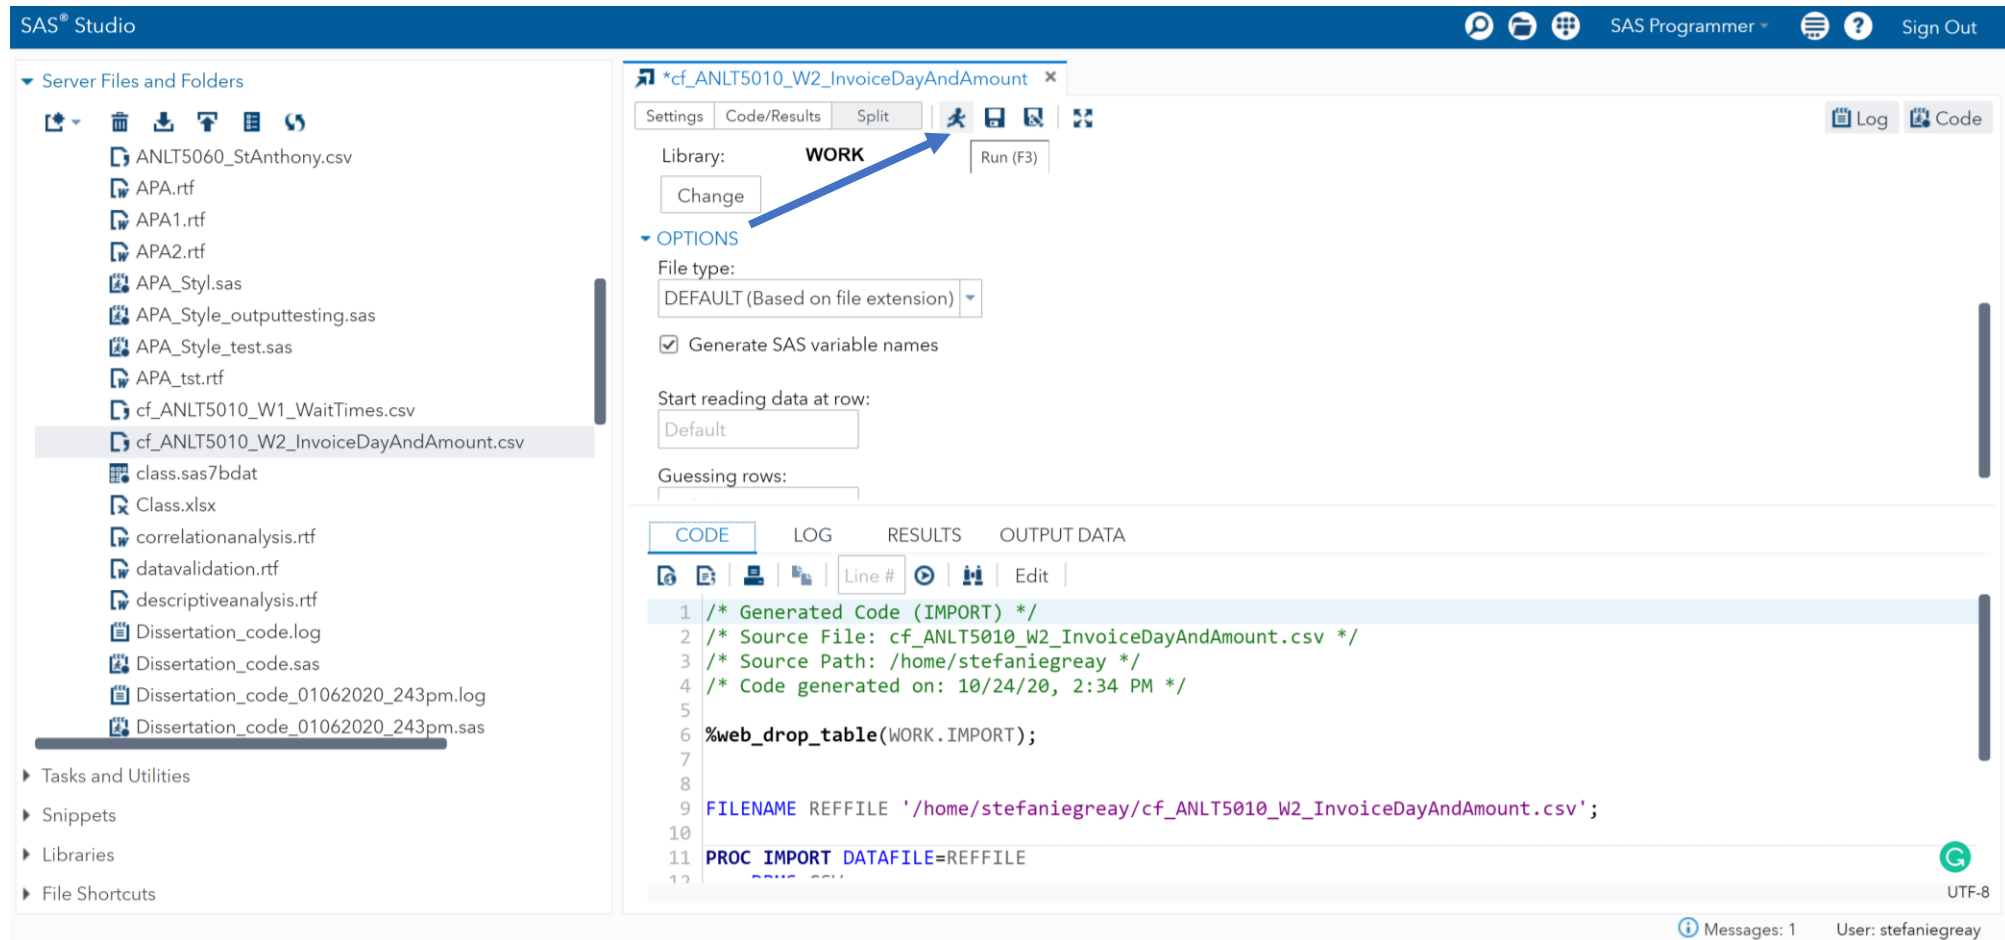 SAS® Studio
SAS Programmer
Sign Out
Server Files and Folders
ANLT5060_StAnthony.csv
APA.rtf
APA1.rtf
APA2.rtf
APA_Styl.sas
APA_Style_outputtesting.sas
APA_Style_test.sas
APA_tst.rtf
cf_ANLT5010_W1_WaitTimes.csv
cf_ANLT5010_W2_InvoiceDayAndAmount.csv
class.sas7bdat
Class.xlsx
correlationanalysis.rtf
datavalidation.rtf
descriptiveanalysis.rtf
Dissertation_code.log
Dissertation_code.sas
Dissertation_code_01062020_243pm.log
Dissertation_code_01062020_243pm.sas
Tasks and Utilities
Snippets
Libraries
File Shortcuts
*cf_ANLT5010_W2_InvoiceDayAndAmount
Settings Code/Results Split
Log Code
Library: WORK
Run (F3)
Change
OPTIONS
File type:
DEFAULT (Based on file extension)
Generate SAS variable names
Start reading data at row:
Default
Guessing rows:
CODE LOG RESULTS OUTPUT DATA
Line # Edit
1 /* Generated Code (IMPORT) */
2 /* Source File: cf_ANLT5010_W2_InvoiceDayAndAmount.csv */
3 /* Source Path: /home/stefaniegreay */
4 /* Code generated on: 10/24/20, 2:34 PM */
5
6 %web_drop_table(WORK.IMPORT);
7
8
9 FILENAME REFFILE '/home/stefaniegreay/cf_ANLT5010_W2_InvoiceDayAndAmount.csv';
10
11 PROC IMPORT DATAFILE=REFFILE
12
UTF-8
Messages: 1 User: stefaniegreay